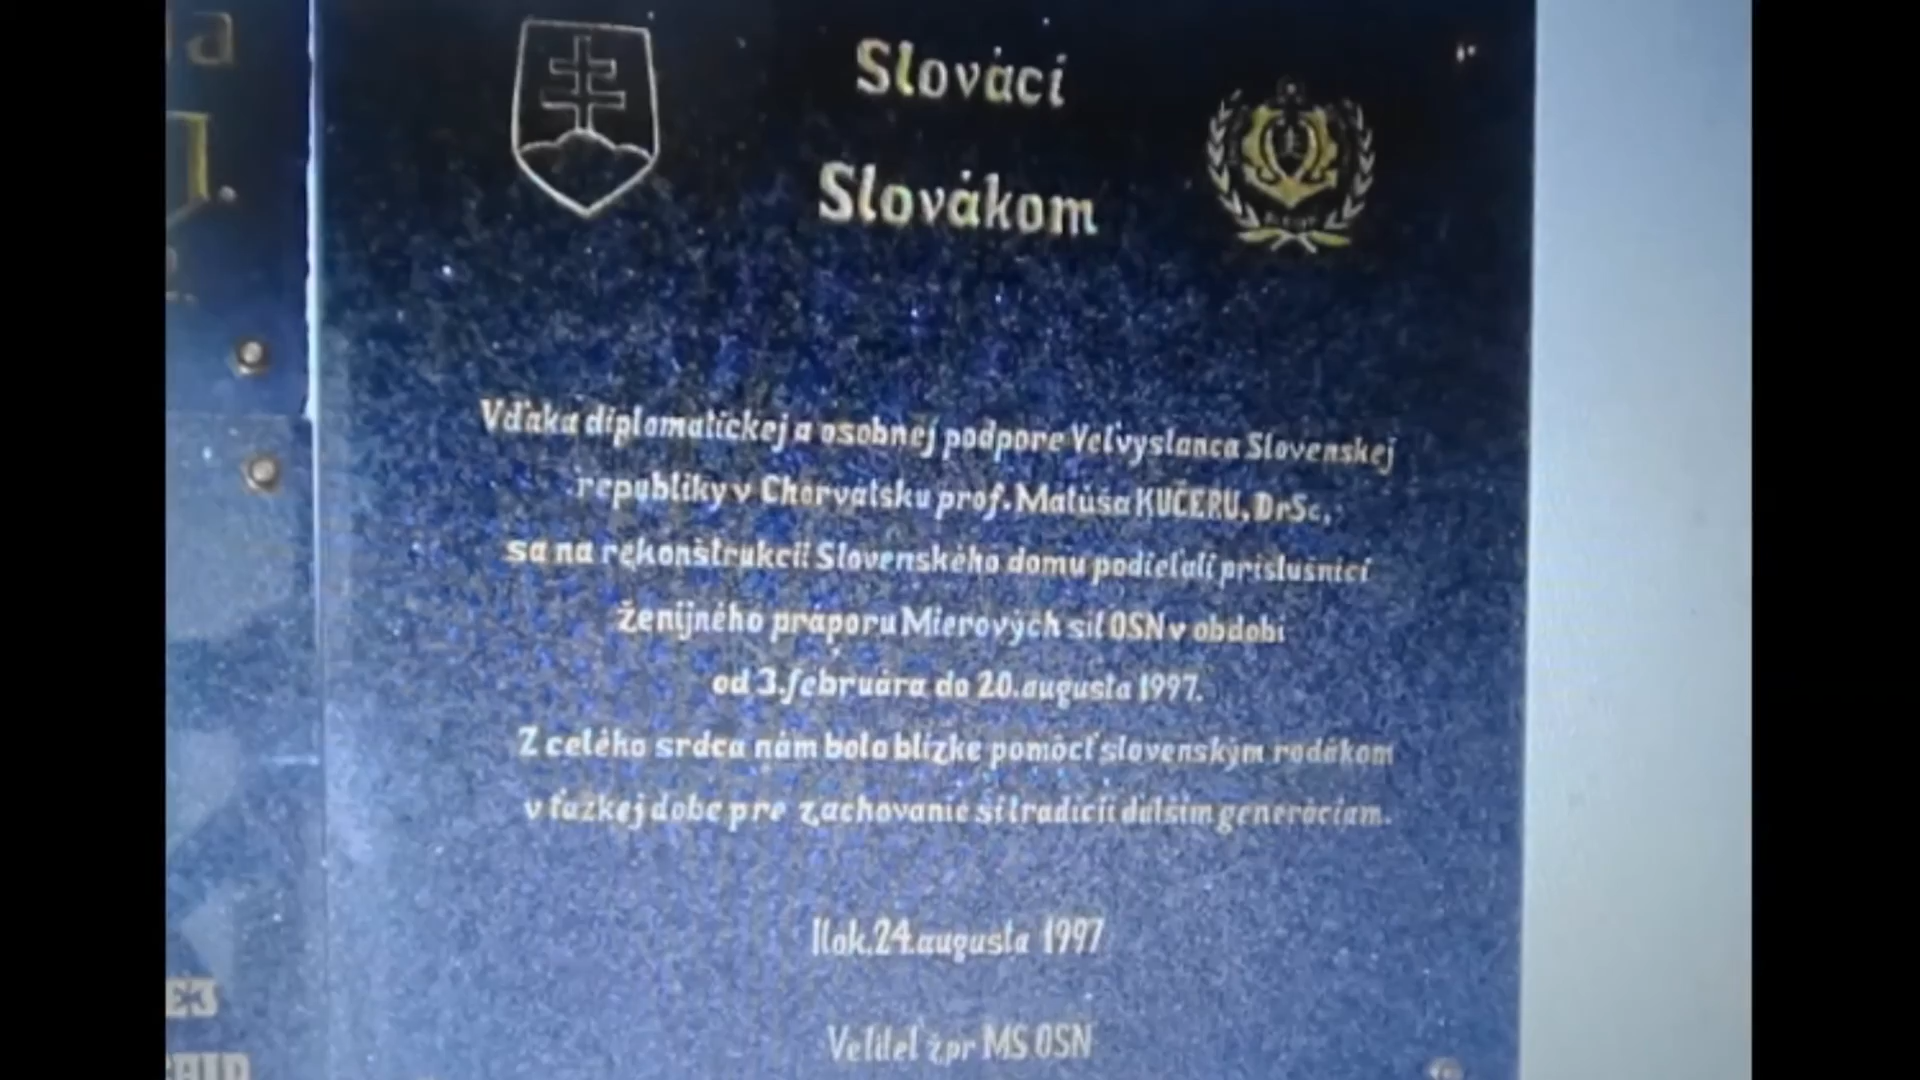 Slováci
Slovákom
Vďaka diplomatickej a osobnej podpore Veľvyslanca Slovenskej
republiky v Chorvatsku prof. Matúša KUČERU, DrSc,
sa na rekonštrukcii Slovenského domu podieľali príslušníci
ženijného práporu Mierových síl OSN v období
od 3.februára do 20.augusta 1997.
Z celého srdca nám bolo blízke pomôcť slovenským rodákom
v ťažkej dobe pre zachovanie si tradícií ďalším generáciam.
Ilok.24.augusta 1997
Veliteľ žpr MS OSN